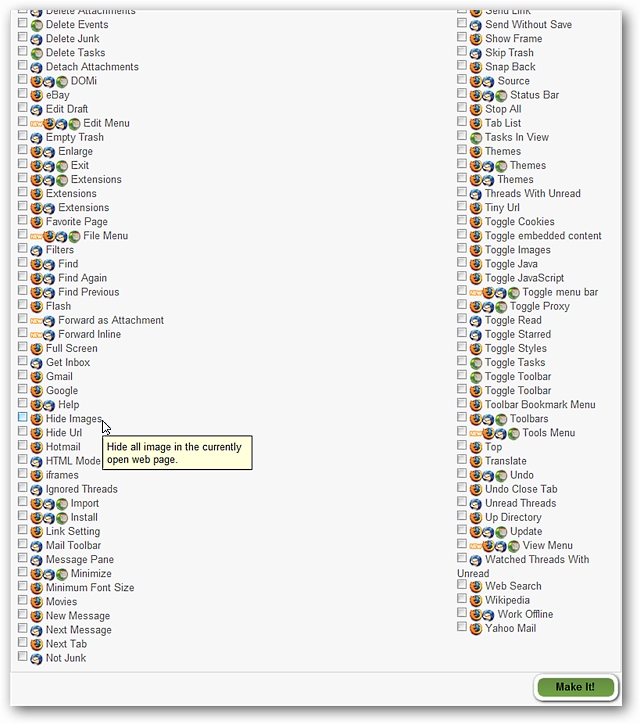 Delete Attachments
Delete Events
Delete Junk
Delete Tasks
Detach Attachments
DOMi
eBay
Edit Draft
NEW Edit Menu
Empty Trash
Enlarge
Exit
Extensions
Extensions
Extensions
Favorite Page
NEW File Menu
Filters
Find
Find Again
Find Previous
Flash
NEW Forward as Attachment
NEW Forward Inline
Full Screen
Get Inbox
Gmail
Google
Help
Hide Images
Hide Url
Hotmail
HTML Mode
iframes
Ignored Threads
Import
Install
Link Setting
Mail Toolbar
Message Pane
Minimize
Minimum Font Size
Movies
New Message
Next Message
Next Tab
Not Junk
Hide all image in the currently
open web page.
Send Link
Send Without Save
Show Frame
Skip Trash
Snap Back
Source
Status Bar
Stop All
Tab List
Tasks In View
Themes
Themes
Themes
Threads With Unread
Tiny Url
Toggle Cookies
Toggle embedded content
Toggle Images
Toggle Java
Toggle JavaScript
NEW Toggle menu bar
Toggle Proxy
Toggle Read
Toggle Starred
Toggle Styles
Toggle Tasks
Toggle Toolbar
Toggle Toolbar
Toolbar Bookmark Menu
Toolbars
NEW Tools Menu
Top
Translate
Undo
Undo Close Tab
Unread Threads
Up Directory
Update
NEW View Menu
Watched Threads With
Unread
Web Search
Wikipedia
Work Offline
Yahoo Mail
Make It!